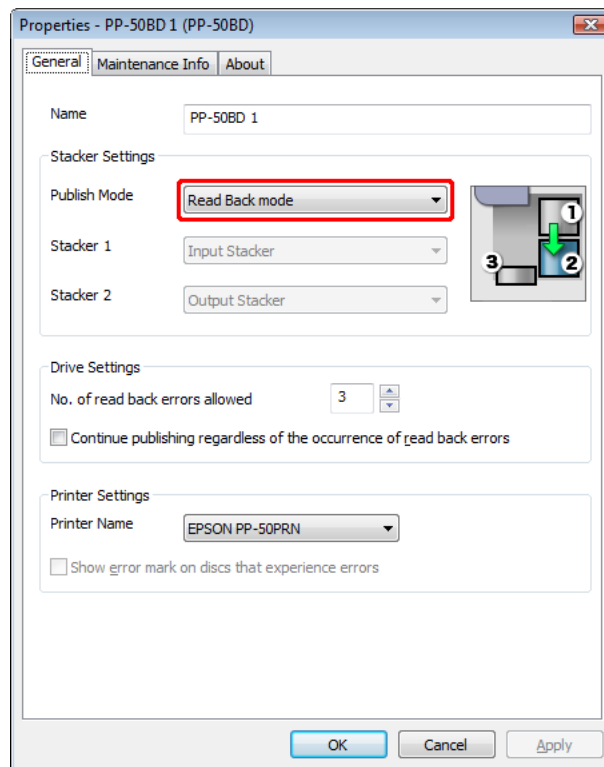 Properties - PP-50BD 1 (PP-50BD)
General Maintenance Info About
Name PP-50BD 1
Stacker Settings
Publish Mode Read Back mode
1
Stacker 1 Input Stacker
3 2
Stacker 2 Output Stacker
Drive Settings
No. of read back errors allowed 3
Continue publishing regardless of the occurrence of read back errors
Printer Settings
Printer Name EPSON PP-50PRN
Show error mark on discs that experience errors
OK Cancel Apply